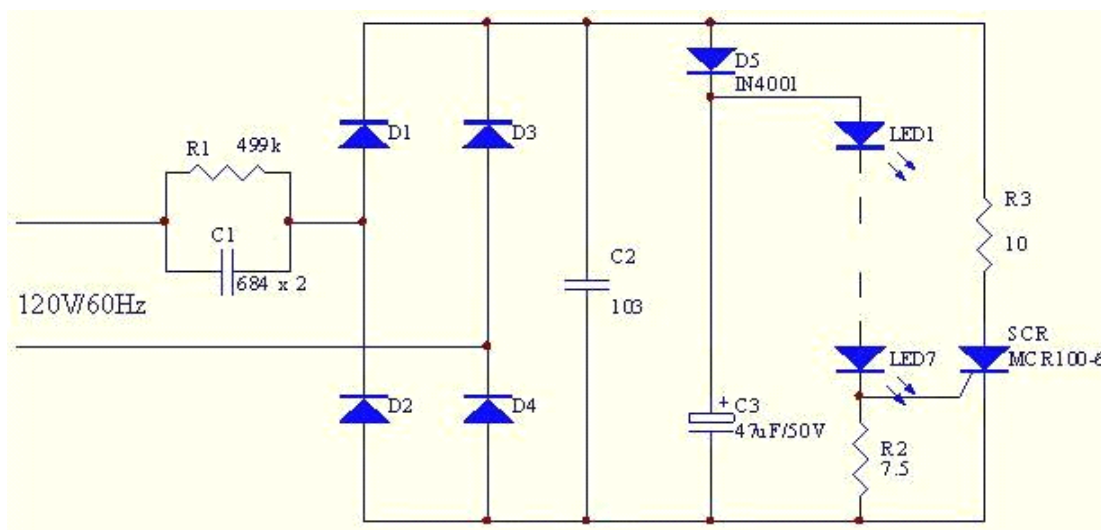 R1
499k
C1
684 x 2
120V/60Hz
D1
D3
D2
D4
C2
103
D5
IN4001
LED1
LED7
C3
+
47uF/50V
R2
7.5
R3
10
SCR
MCR100-6